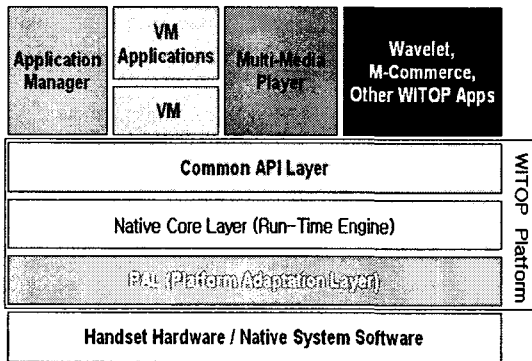 Application
Manager
VM
Applications
VM
Multi-Media
Player
Wavelet,
M-Commerce,
Other WITOP Apps
Common API Layer
Native Core Layer (Run-Time Engine)
PAL (Platform Adaptation Layer)
Handset Hardware / Native System Software
WITOP Platform